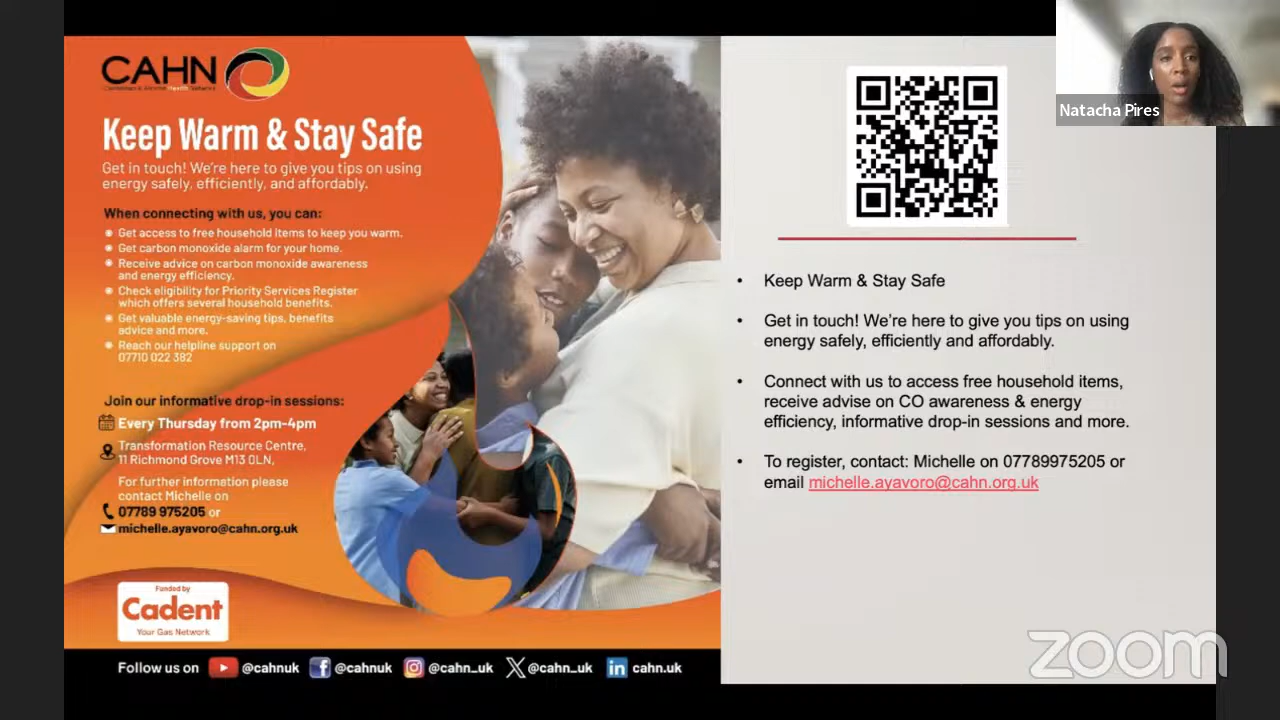 CAHN
Caribbean & African Health Network
Keep Warm & Stay Safe
Get in touch! We're here to give you tips on using
energy safely, efficiently, and affordably.
When connecting with us, you can:
Get access to free household items to keep you warm.
Get carbon monoxide alarm for your home.
Receive advice on carbon monoxide awareness
and energy efficiency.
Check eligibility for Priority Services Register
which offers several household benefits.
Get valuable energy-saving tips, benefits
advice and more.
Reach our helpline support on
07710 022 382
Join our informative drop-in sessions:
Every Thursday from 2pm-4pm
Transformation Resource Centre,
11 Richmond Grove M13 0LN,
For further information please
contact Michelle on
07789 975205 or
michelle.ayavoro@cahn.org.uk
Funded by
Cadent
Your Gas Network
Follow us on @cahnuk @cahnuk @cahn_uk @cahn_uk cahn.uk
• Keep Warm & Stay Safe
• Get in touch! We're here to give you tips on using
energy safely, efficiently and affordably.
• Connect with us to access free household items,
receive advise on CO awareness & energy
efficiency, informative drop-in sessions and more.
• To register, contact: Michelle on 07789975205 or
email michelle.ayavoro@cahn.org.uk
Natacha Pires
zoom